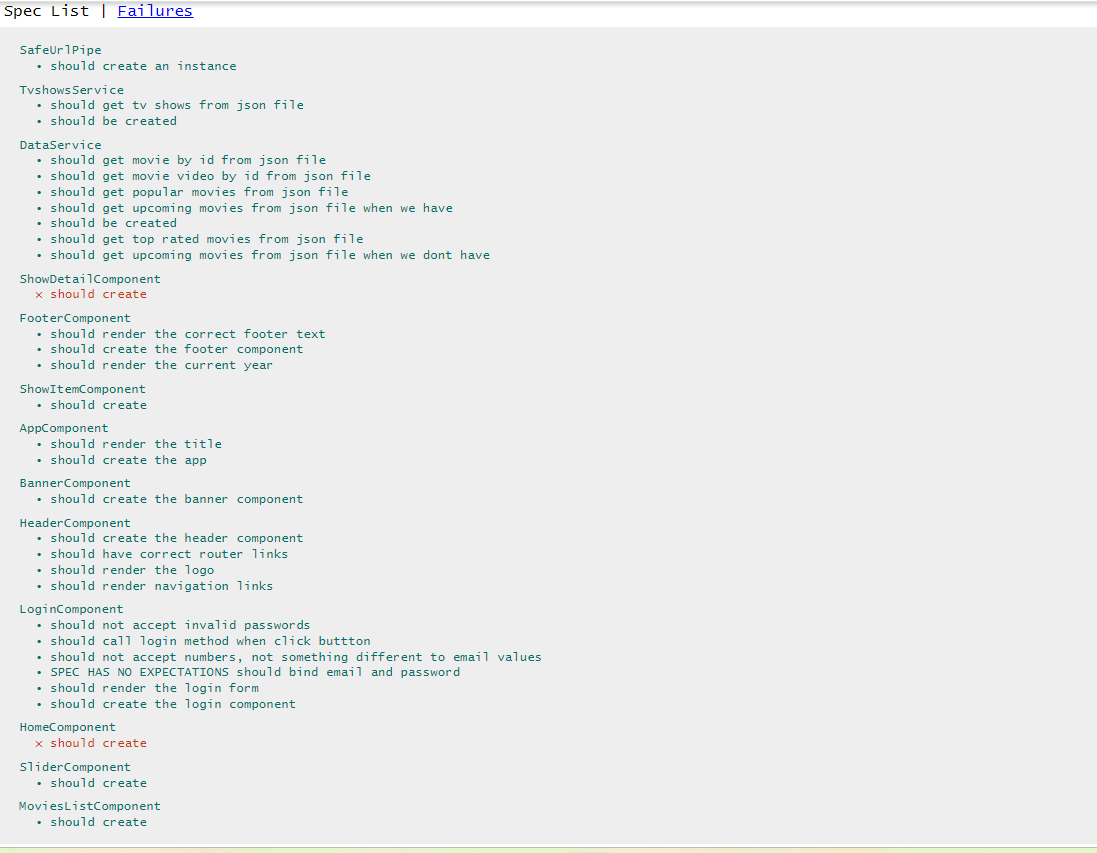 Spec List | Failures
SafeUrlPipe
• should create an instance
TvshowsService
• should get tv shows from json file
• should be created
DataService
• should get movie by id from json file
• should get movie video by id from json file
• should get popular movies from json file
• should get upcoming movies from json file when we have
• should be created
• should get top rated movies from json file
• should get upcoming movies from json file when we dont have
ShowDetailComponent
× should create
FooterComponent
• should render the correct footer text
• should create the footer component
• should render the current year
ShowItemComponent
• should create
AppComponent
• should render the title
• should create the app
BannerComponent
• should create the banner component
HeaderComponent
• should create the header component
• should have correct router links
• should render the logo
• should render navigation links
LoginComponent
• should not accept invalid passwords
• should call login method when click buttton
• should not accept numbers, not something different to email values
• SPEC HAS NO EXPECTATIONS should bind email and password
• should render the login form
• should create the login component
HomeComponent
× should create
SliderComponent
• should create
MoviesListComponent
• should create